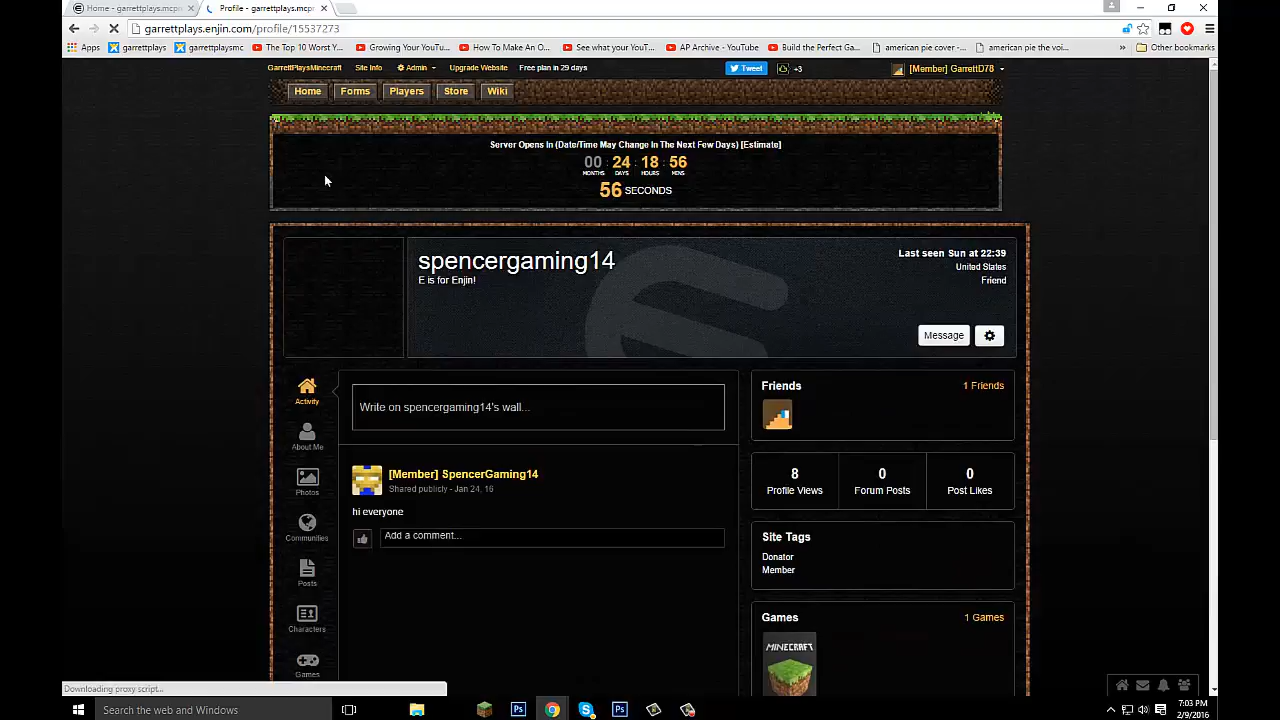 Home - garrettplays.mcpro
Profile - garrettplays.mcpr
garrettplays.enjin.com/profile/15537273
Apps garrettplays garrettplaysmc The Top 10 Worst Y... Growing Your YouTu... How To Make An O... See what your YouT... AP Archive - YouTube Build the Perfect Ga... american pie cover -... american pie the voi... » Other bookmarks
GarrettPlaysMinecraft Site Info Admin Upgrade Website Free plan in 29 days Tweet +3 [Member] GarrettD78
Home Forms Players Store Wiki
Server Opens In (Date/Time May Change In The Next Few Days) [Estimate]
00 : 24 : 18 : 56
MONTHS DAYS HOURS MINS
56 SECONDS
spencergaming14
E is for Enjin!
Last seen Sun at 22:39
United States
Friend
Message
Activity
About Me
Photos
Communities
Posts
Characters
Games
Write on spencergaming14's wall...
[Member] SpencerGaming14
Shared publicly - Jan 24, 16
hi everyone
Add a comment...
Friends 1 Friends
8 0 0
Profile Views Forum Posts Post Likes
Site Tags
Donator
Member
Games 1 Games
MINECRAFT
Downloading proxy script...
Search the web and Windows
7:03 PM
2/9/2016